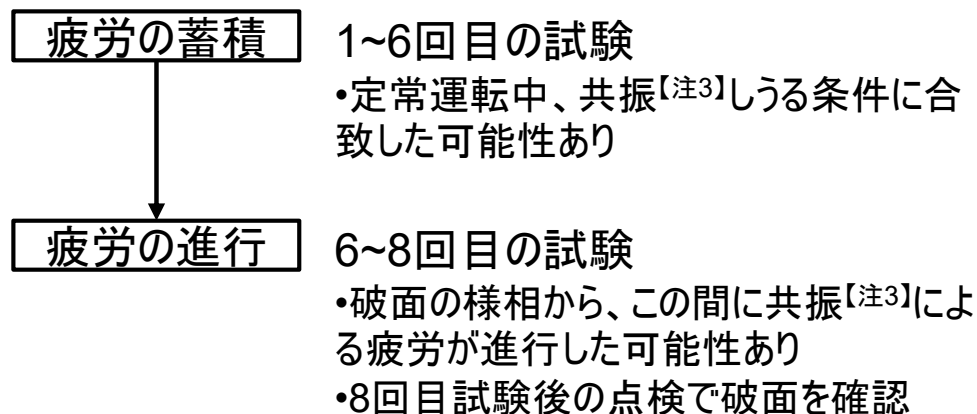 疲労の蓄積
1~6回目の試験
•定常運転中、共振【注3】しうる条件に合
致した可能性あり
疲労の進行
6~8回目の試験
•破面の様相から、この間に共振【注3】によ
る疲労が進行した可能性あり
•8回目試験後の点検で破面を確認